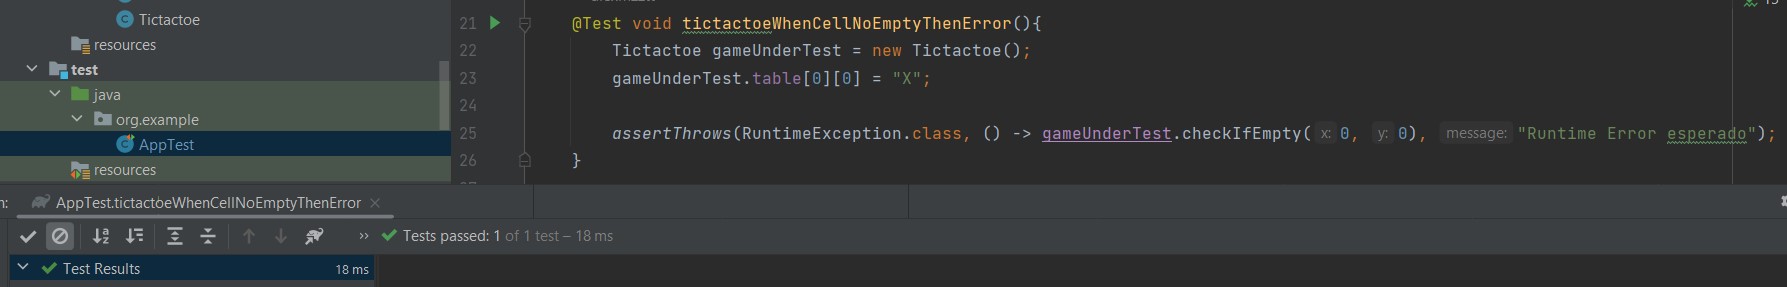 Tictactoe
resources
test
java
org.example
AppTest
resources
21 @Test void tictactoeWhenCellNoEmptyThenError(){
22 Tictactoe gameUnderTest = new Tictactoe();
23 gameUnderTest.table[0][0] = "X";
24
25 assertThrows(RuntimeException.class, () -> gameUnderTest.checkIfEmpty( x: 0, y: 0), message: "Runtime Error esperado");
26 }
AppTest.tictactoeWhenCellNoEmptyThenError
Tests passed: 1 of 1 test – 18 ms
Test Results 18 ms